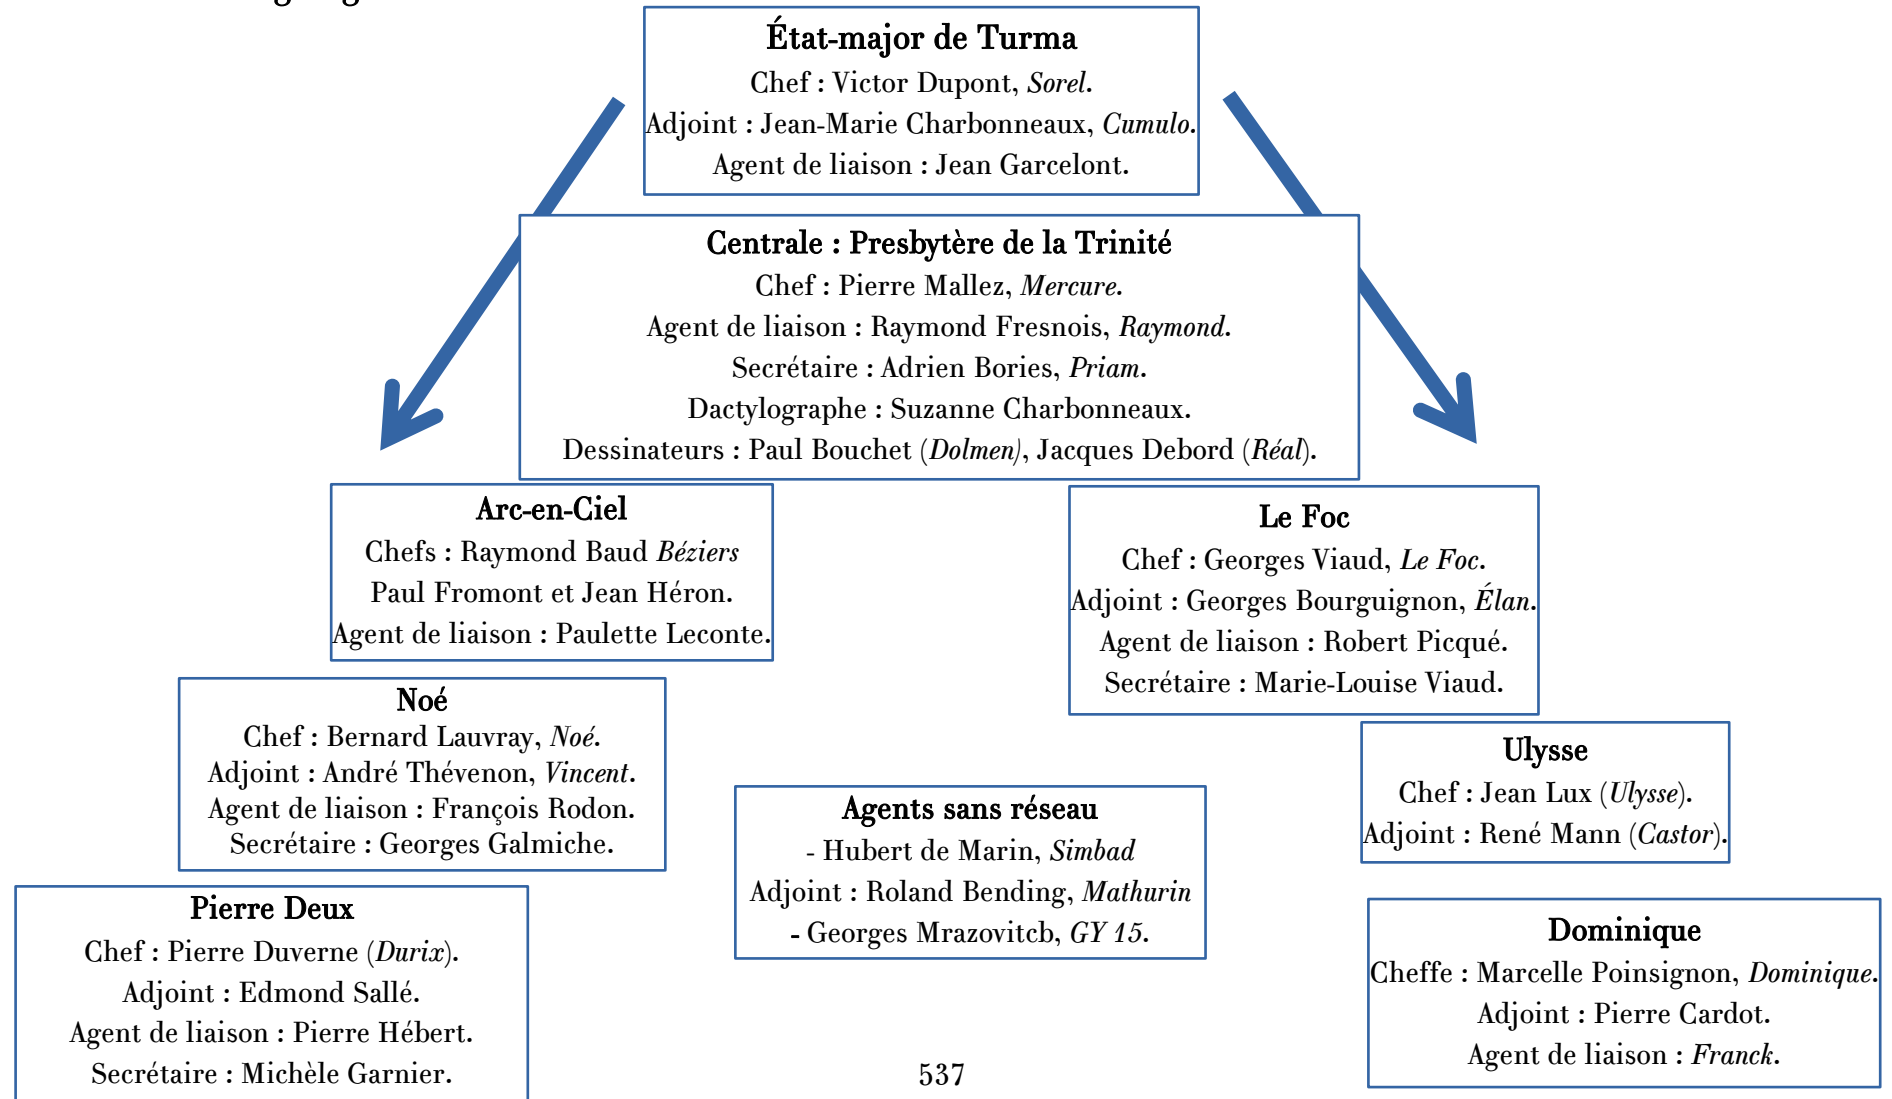 État-major de Turma
Chef : Victor Dupont, Sorel.
Adjoint : Jean-Marie Charbonneaux, Cumulo.
Agent de liaison : Jean Garcelont.
Centrale : Presbytère de la Trinité
Chef : Pierre Mallez, Mercure.
Agent de liaison : Raymond Fresnois, Raymond.
Secrétaire : Adrien Bories, Priam.
Dactylographe : Suzanne Charbonneaux.
Dessinateurs : Paul Bouchet (Dolmen), Jacques Debord (Réal).
Arc-en-Ciel
Chefs : Raymond Baud Béziers
Paul Fromont et Jean Héron.
Agent de liaison : Paulette Leconte.
Le Foc
Chef : Georges Viaud, Le Foc.
Adjoint : Georges Bourguignon, Élan.
Agent de liaison : Robert Picqué.
Secrétaire : Marie-Louise Viaud.
Noé
Chef : Bernard Lauvray, Noé.
Adjoint : André Thévenon, Vincent.
Agent de liaison : François Rodon.
Secrétaire : Georges Galmiche.
Ulysse
Chef : Jean Lux (Ulysse).
Adjoint : René Mann (Castor).
Agents sans réseau
- Hubert de Marin, Simbad
Adjoint : Roland Bending, Mathurin
- Georges Mrazovitcb, GY 15.
Pierre Deux
Chef : Pierre Duverne (Durix).
Adjoint : Edmond Sallé.
Agent de liaison : Pierre Hébert.
Secrétaire : Michèle Garnier.
Dominique
Cheffe : Marcelle Poinsignon, Dominique.
Adjoint : Pierre Cardot.
Agent de liaison : Franck.
537